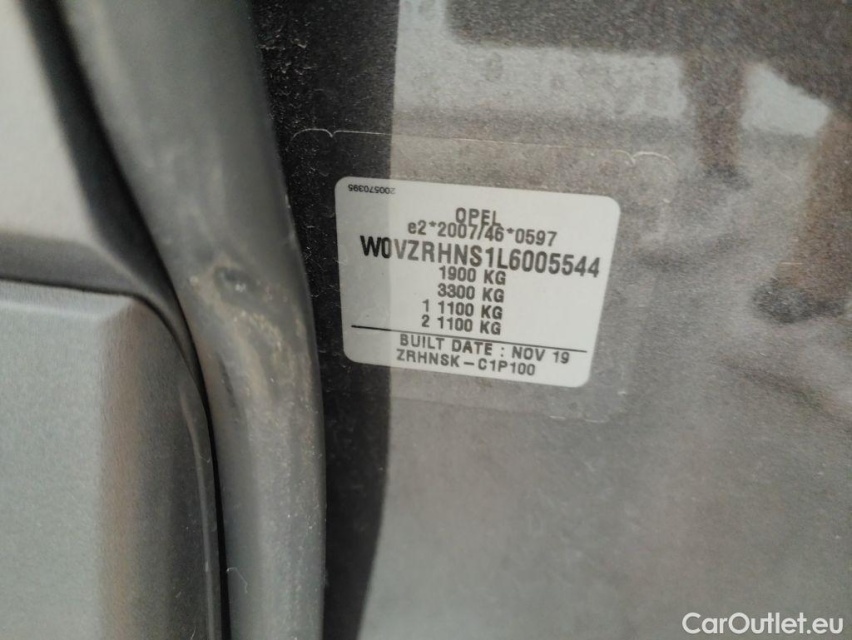 200570395
OPEL
e2*2007/46*0597
W0VZRHNS1L6005544
1900 KG
3300 KG
1 1100 KG
2 1100 KG
BUILT DATE : NOV 19
ZRHNSK-C1P100
CarOutlet.eu